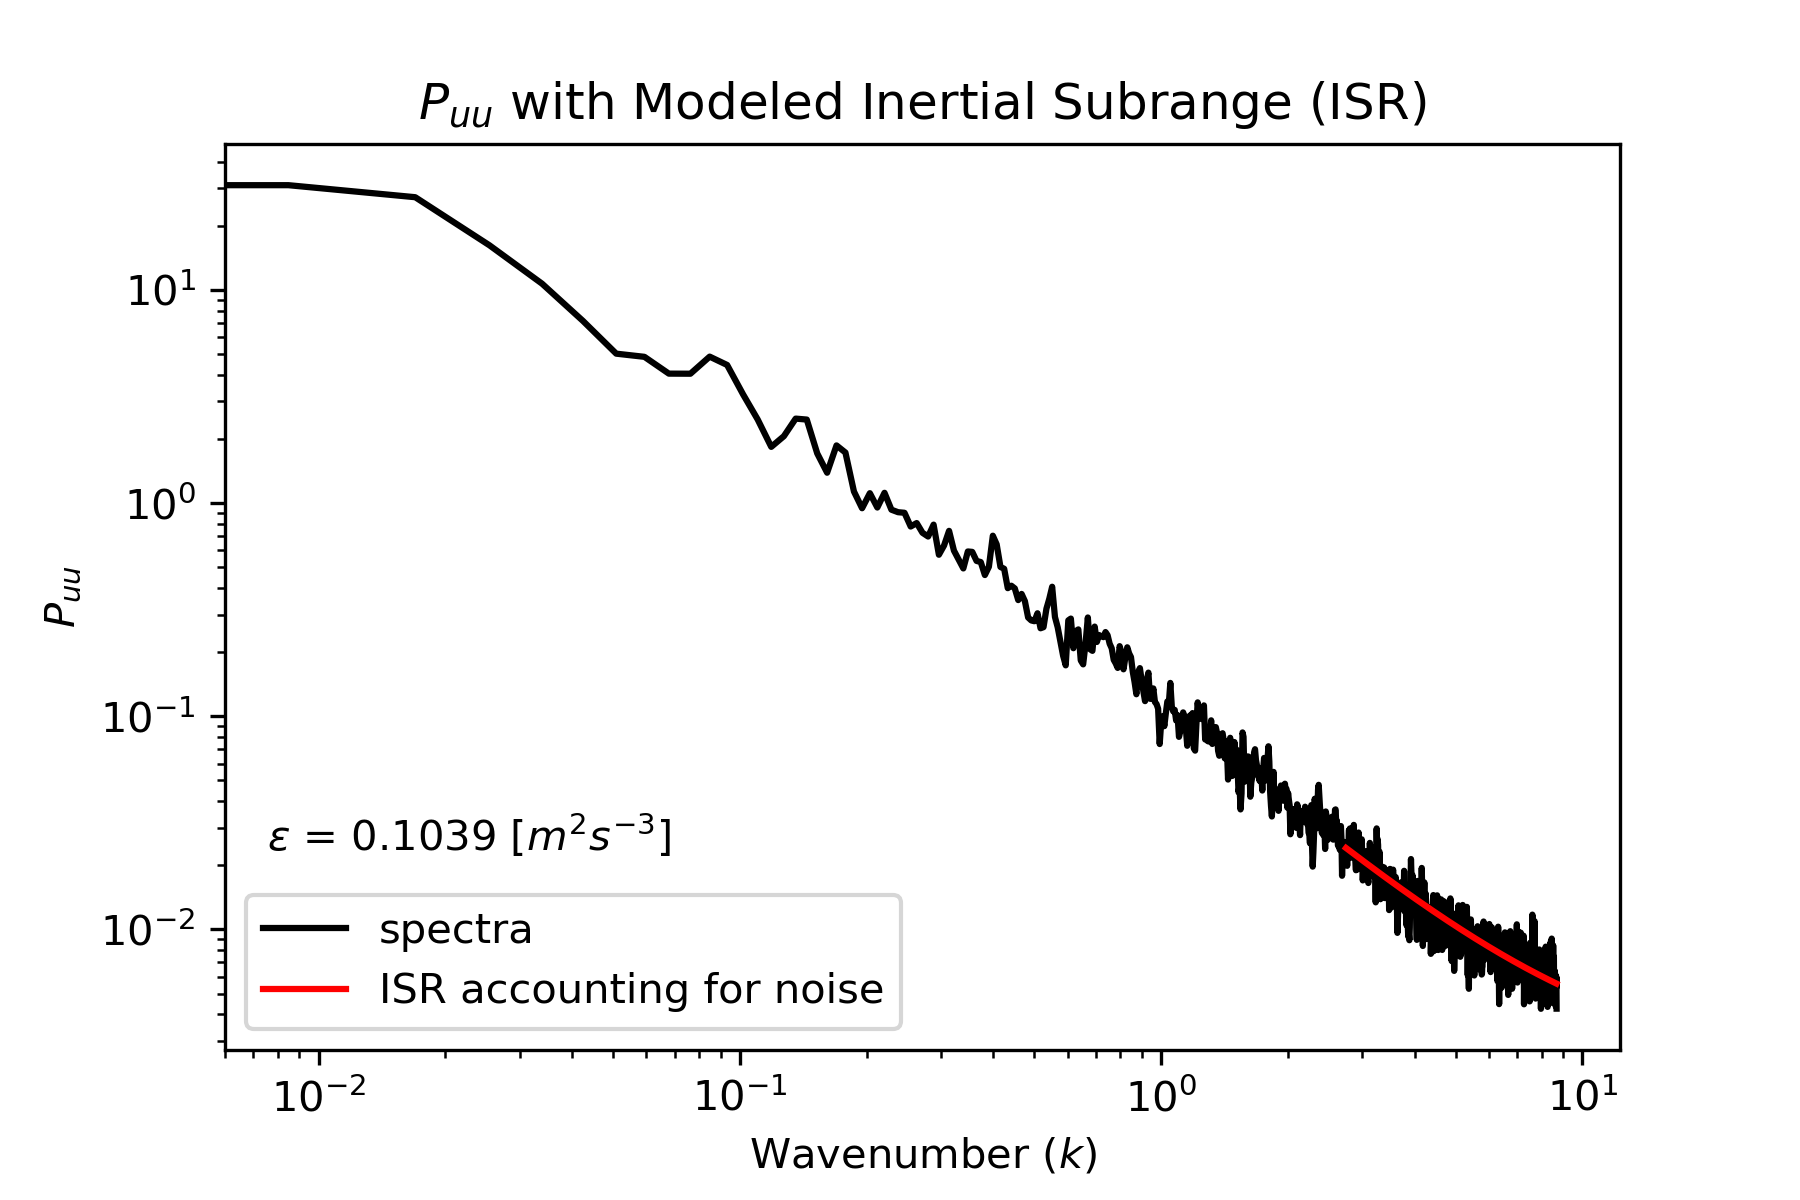 P_uu with Modeled Inertial Subrange (ISR)
P_uu
10^1
10^0
10^−1
10^−2
ε = 0.1039 [m^2s^−3]
spectra
ISR accounting for noise
10^−2 10^−1 10^0 10^1
Wavenumber (k)